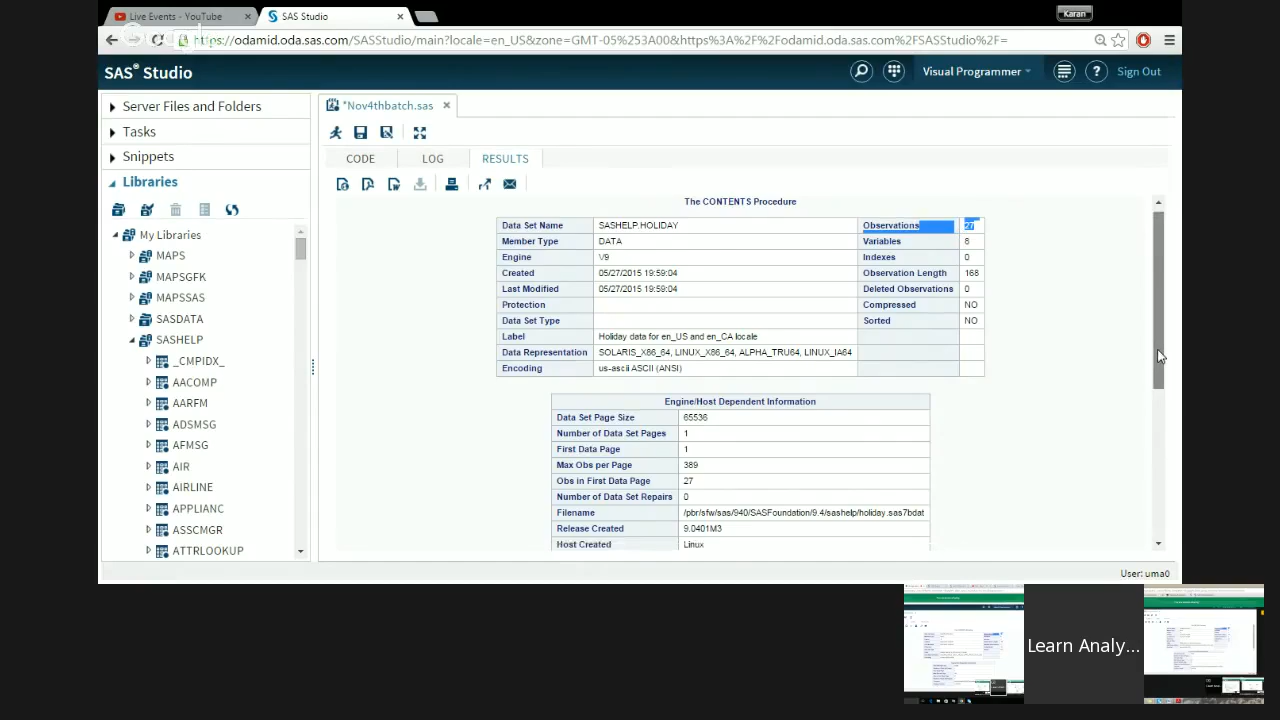 Live Events - YouTube
SAS Studio
Karan
https://odamid.oda.sas.com/SASStudio/main?locale=en_US&zone=GMT-05%253A00&https%3A%2F%2Fodamid.oda.sas.com%2FSASStudio%2F=
SAS® Studio
Visual Programmer
Sign Out
Server Files and Folders
Tasks
Snippets
Libraries
My Libraries
MAPS
MAPSGFK
MAPSSAS
SASDATA
SASHELP
_CMPIDX_
AACOMP
AARFM
ADSMSG
AFMSG
AIR
AIRLINE
APPLIANC
ASSCMGR
ATTRLOOKUP
*Nov4thbatch.sas
CODE LOG RESULTS
The CONTENTS Procedure
Data Set Name SASHELP.HOLIDAY Observations 27
Member Type DATA Variables 8
Engine V9 Indexes 0
Created 05/27/2015 19:59:04 Observation Length 168
Last Modified 05/27/2015 19:59:04 Deleted Observations 0
Protection Compressed NO
Data Set Type Sorted NO
Label Holiday data for en_US and en_CA locale
Data Representation SOLARIS_X86_64, LINUX_X86_64, ALPHA_TRU64, LINUX_IA64
Encoding us-ascii ASCII (ANSI)
Engine/Host Dependent Information
Data Set Page Size 65536
Number of Data Set Pages 1
First Data Page 1
Max Obs per Page 389
Obs in First Data Page 27
Number of Data Set Repairs 0
Filename /pbr/sfw/sas/940/SASFoundation/9.4/sashelp/holiday.sas7bdat
Release Created 9.0401M3
Host Created Linux
User: uma0
Learn Analy...